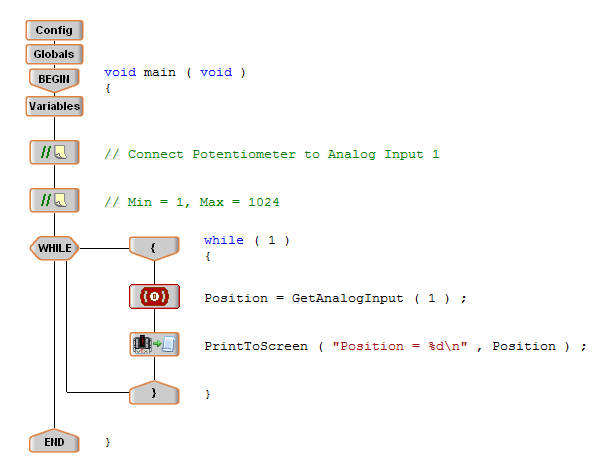 Config
Globals
BEGIN
void main ( void )
{
Variables
// 
// Connect Potentiometer to Analog Input 1
// 
// Min = 1, Max = 1024
WHILE
{
while ( 1 )
{
Position = GetAnalogInput ( 1 ) ;
PrintToScreen ( "Position = %d\n" , Position ) ;
}
}
END
}